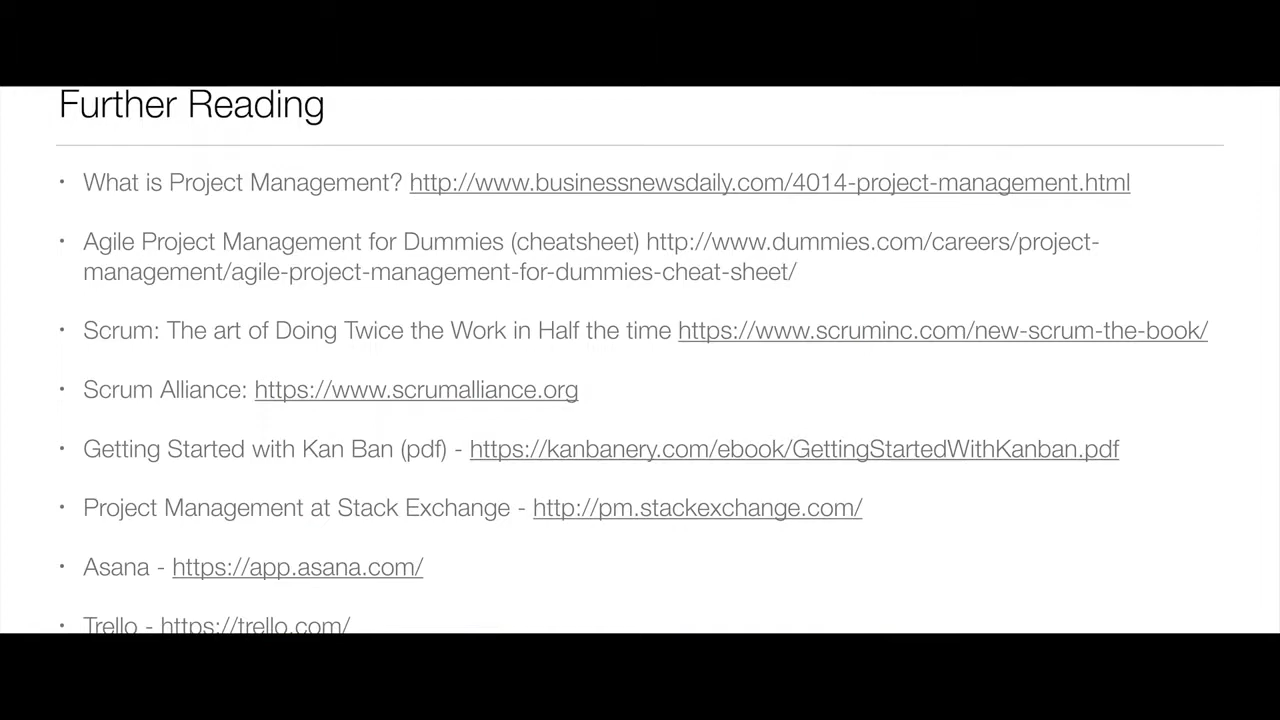 Further Reading
• What is Project Management? http://www.businessnewsdaily.com/4014-project-management.html
• Agile Project Management for Dummies (cheatsheet) http://www.dummies.com/careers/project-
management/agile-project-management-for-dummies-cheat-sheet/
• Scrum: The art of Doing Twice the Work in Half the time https://www.scruminc.com/new-scrum-the-book/
• Scrum Alliance: https://www.scrumalliance.org
• Getting Started with Kan Ban (pdf) - https://kanbanery.com/ebook/GettingStartedWithKanban.pdf
• Project Management at Stack Exchange - http://pm.stackexchange.com/
• Asana - https://app.asana.com/
• Trello - https://trello.com/